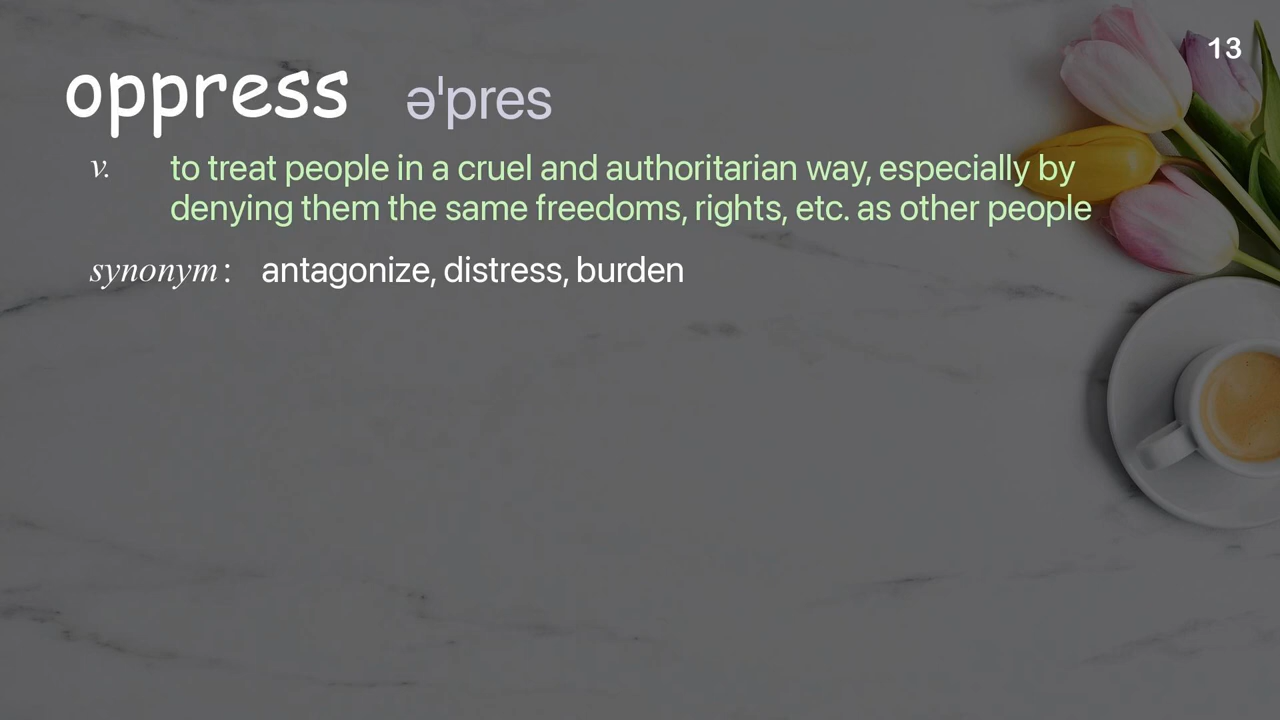 13
oppress əˈpres
v. to treat people in a cruel and authoritarian way, especially by
denying them the same freedoms, rights, etc. as other people
synonym: antagonize, distress, burden